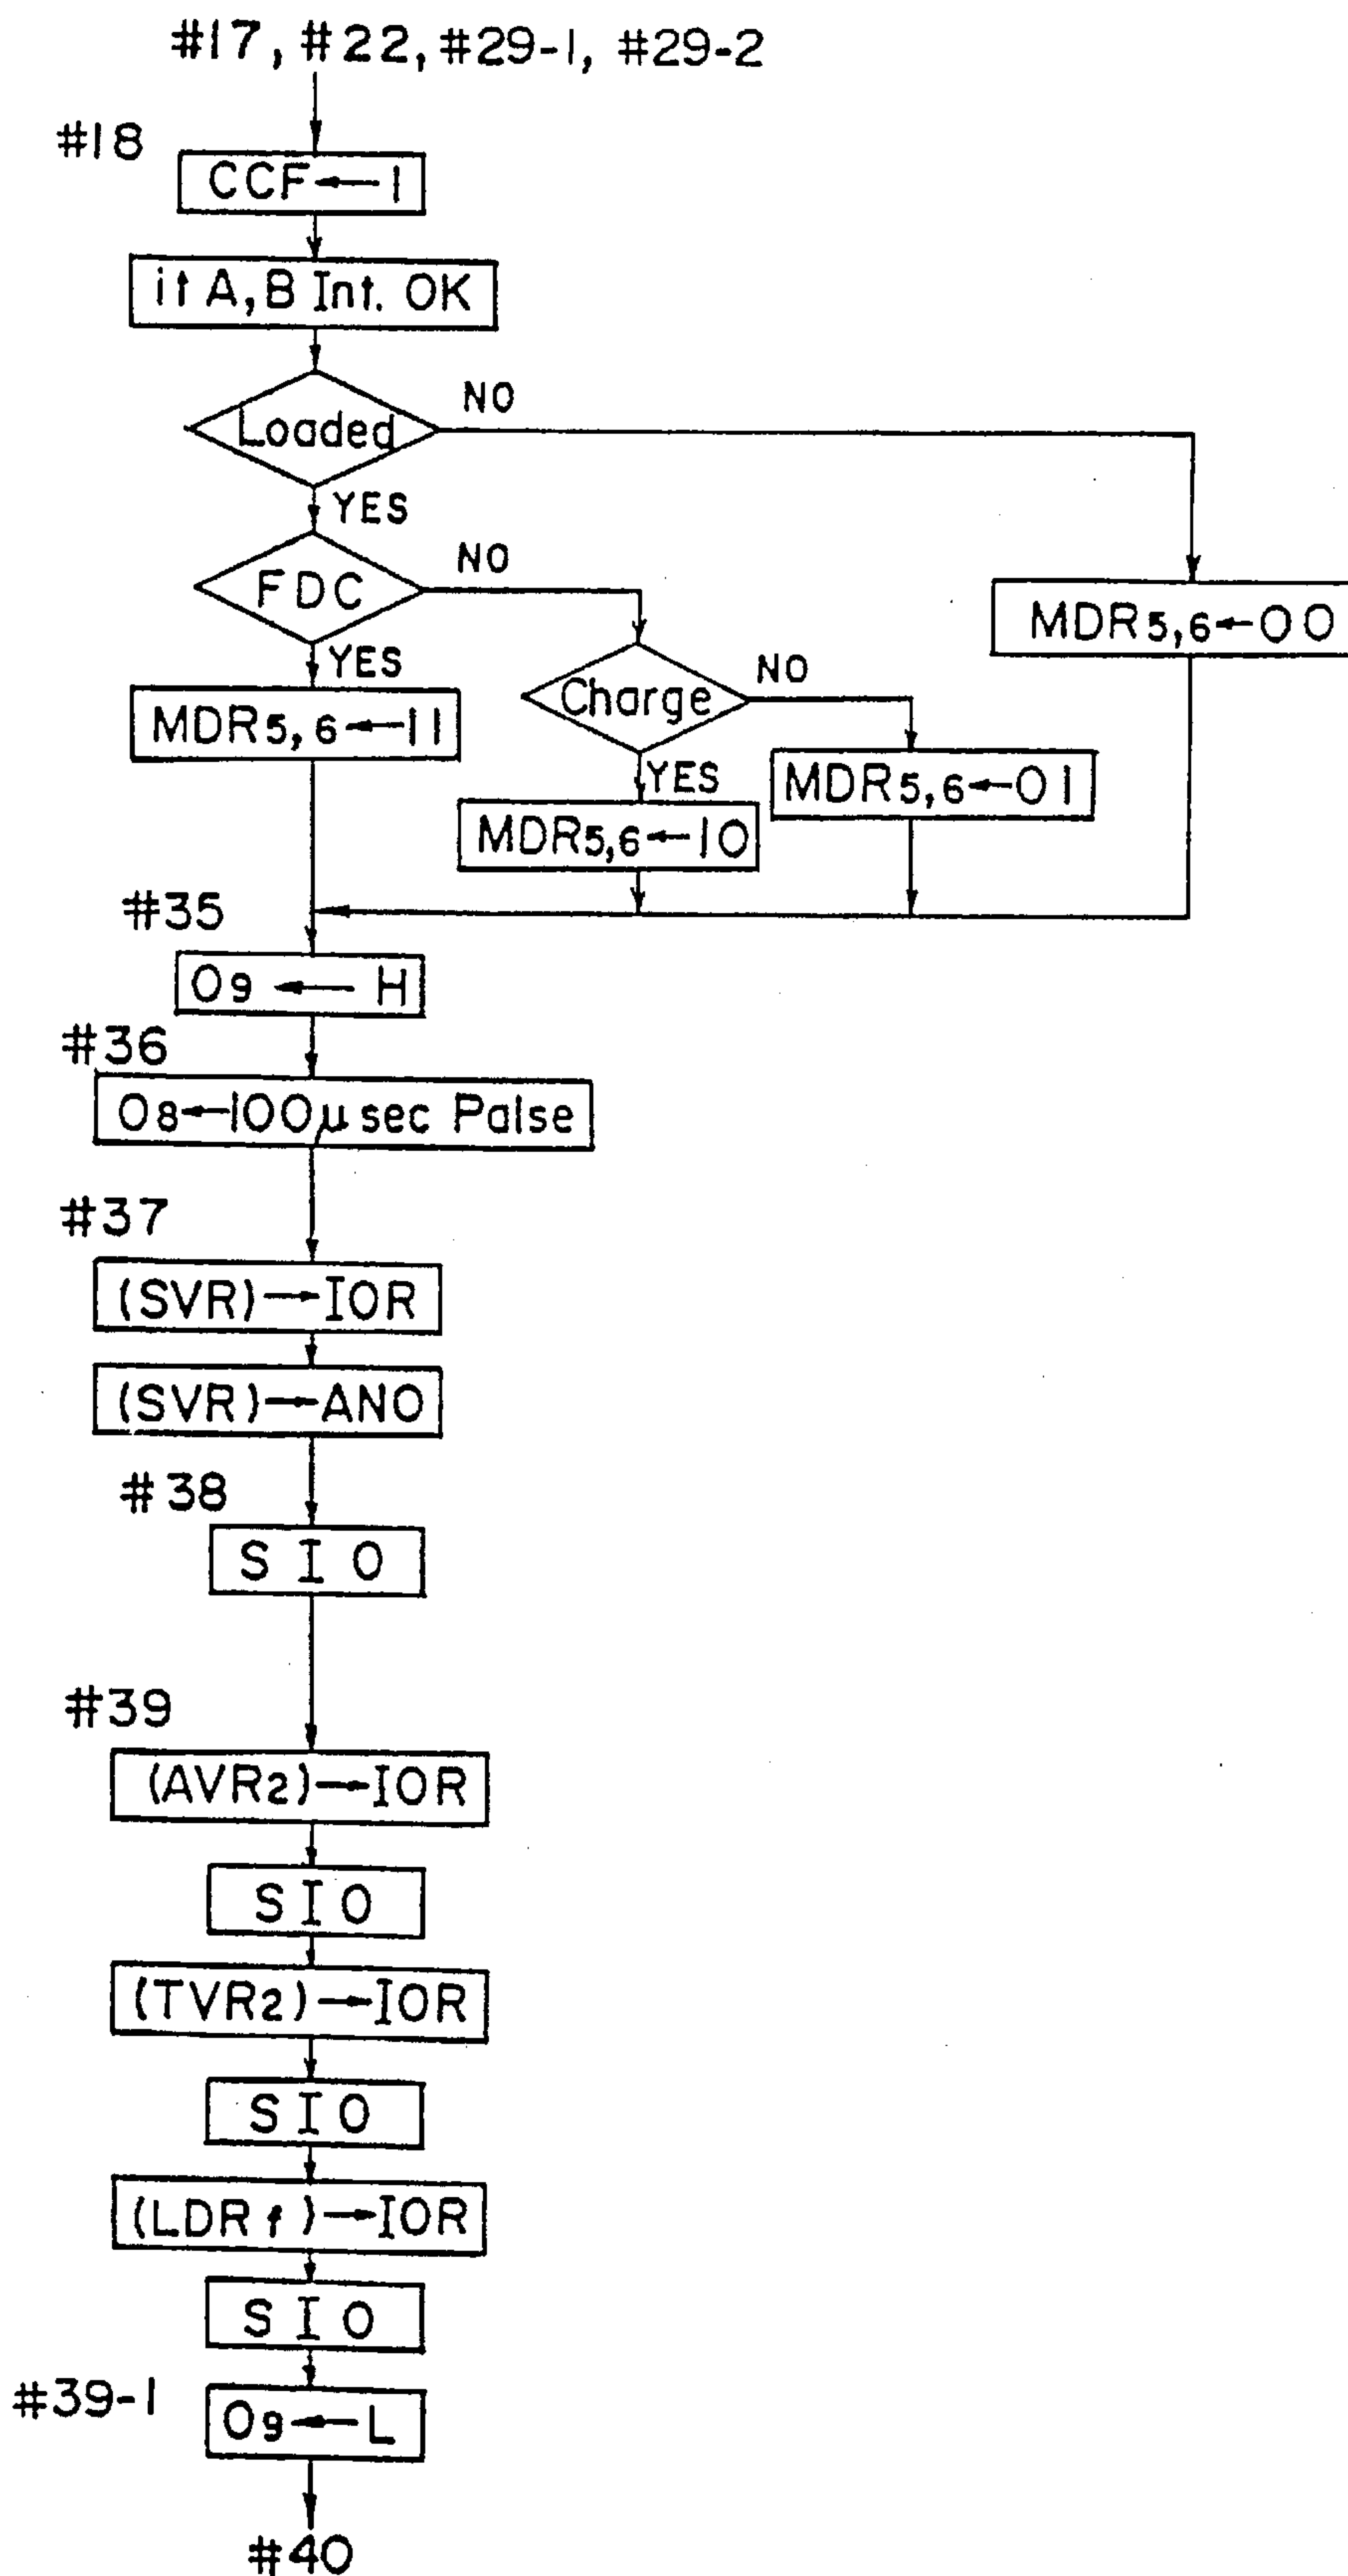 #17, #22, #29-1, #29-2
#18
CCF←1
it A, B Int. OK
Loaded
NO
YES
FDC
NO
YES
MDR5,6←00
Charge
NO
MDR5,6←11
YES
MDR5,6←01
MDR5,6←10
#35
O9 ← H
#36
O8←100μsec Palse
#37
(SVR)→IOR
(SVR)→ANO
#38
SIO
#39
(AVR2)→IOR
SIO
(TVR2)→IOR
SIO
(LDRf)→IOR
SIO
#39-1
O9←L
#40